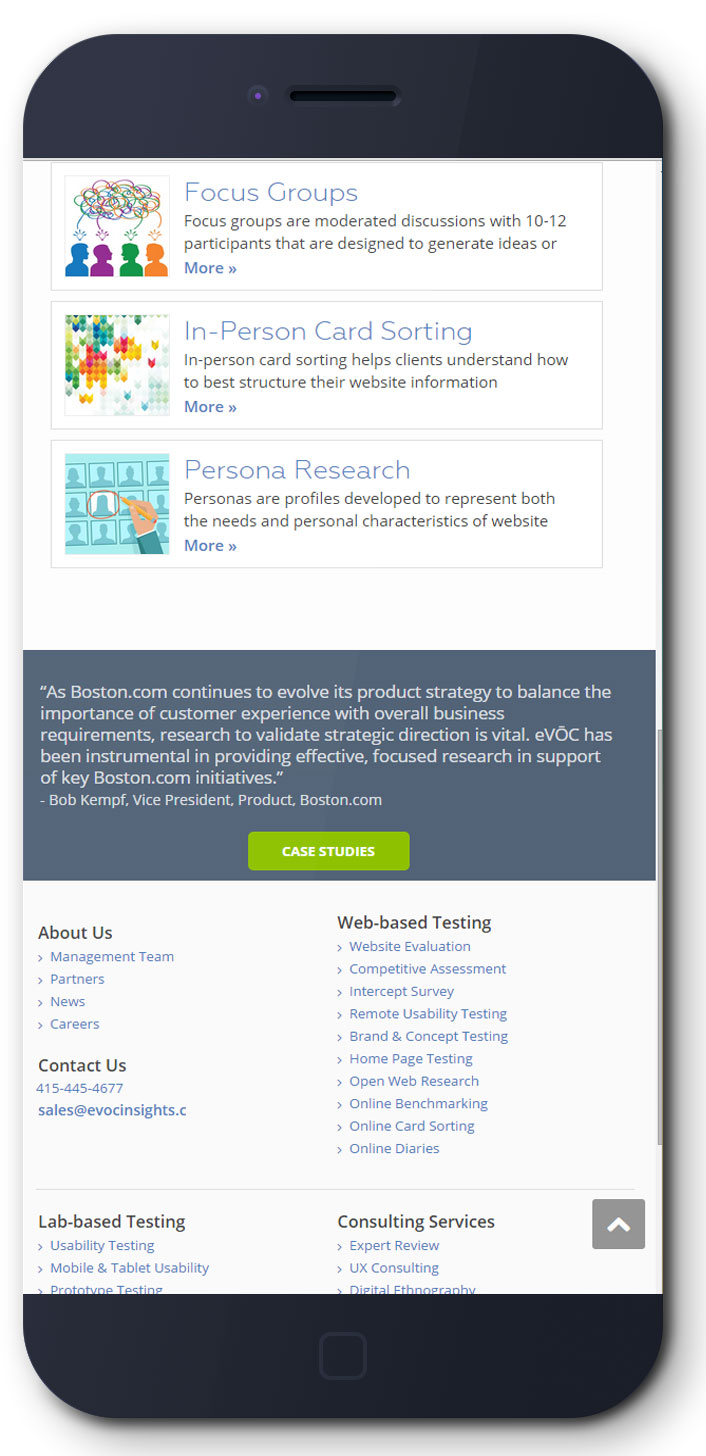 Focus Groups
Focus groups are moderated discussions with 10-12
participants that are designed to generate ideas or
More »
In-Person Card Sorting
In-person card sorting helps clients understand how
to best structure their website information
More »
Persona Research
Personas are profiles developed to represent both
the needs and personal characteristics of website
More »
“As Boston.com continues to evolve its product strategy to balance the
importance of customer experience with overall business
requirements, research to validate strategic direction is vital. eVŌC has
been instrumental in providing effective, focused research in support
of key Boston.com initiatives.”
- Bob Kempf, Vice President, Product, Boston.com
CASE STUDIES
About Us
› Management Team
› Partners
› News
› Careers
Contact Us
415-445-4677
sales@evocinsights.c
Web-based Testing
› Website Evaluation
› Competitive Assessment
› Intercept Survey
› Remote Usability Testing
› Brand & Concept Testing
› Home Page Testing
› Open Web Research
› Online Benchmarking
› Online Card Sorting
› Online Diaries
Lab-based Testing
› Usability Testing
› Mobile & Tablet Usability
› Prototype Testing
Consulting Services
› Expert Review
› UX Consulting
› Digital Ethnography